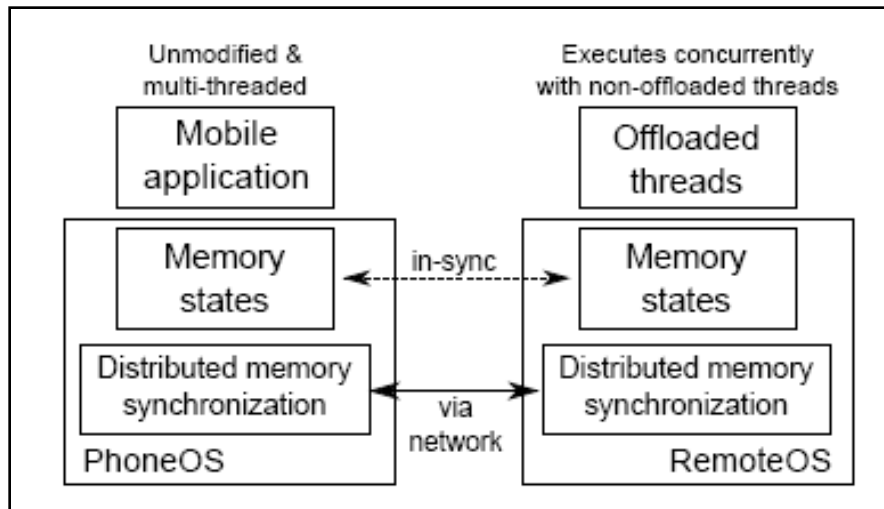 Unmodified &
multi-threaded
Mobile
application
Executes concurrently
with non-offloaded threads
Offloaded
threads
Memory
states
in-sync
Memory
states
Distributed memory
synchronization
via
network
Distributed memory
synchronization
PhoneOS
RemoteOS